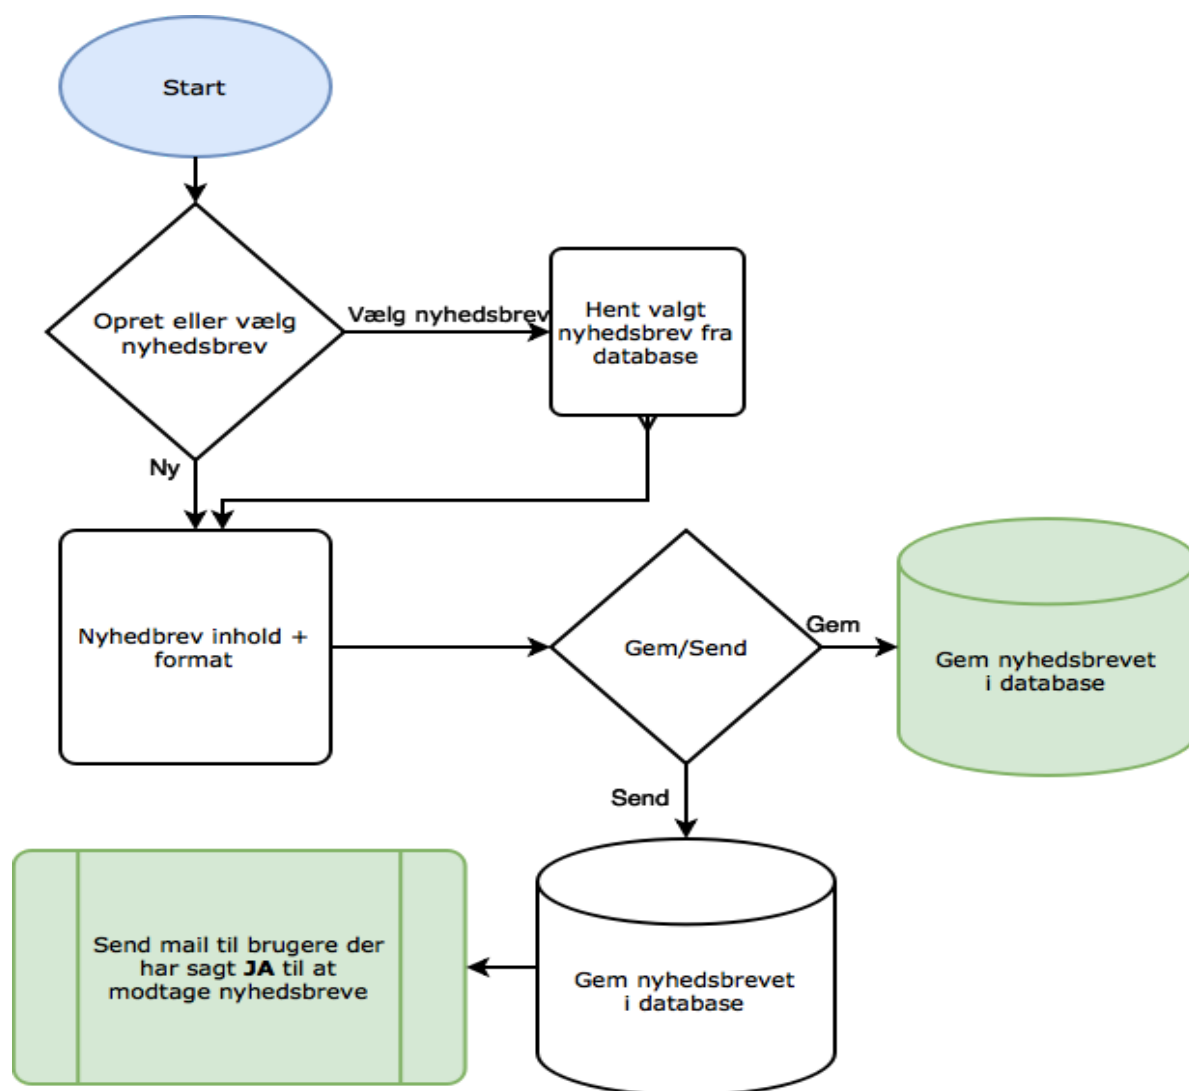 Start
Opret eller vælg
nyhedsbrev
Vælg nyhedsbrev
Hent valgt
nyhedsbrev fra
database
Ny
Nyhedbrev inhold +
format
Gem/Send
Gem
Gem nyhedsbrevet
i database
Send
Send mail til brugere der
har sagt JA til at
modtage nyhedsbreve
Gem nyhedsbrevet
i database